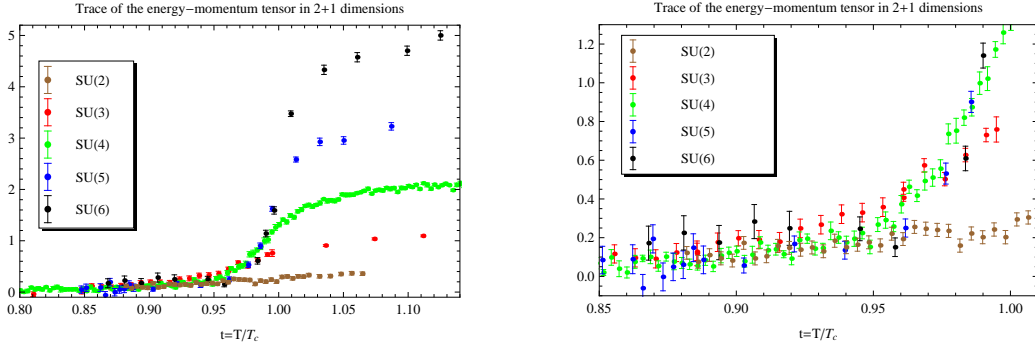 Trace of the energy−momentum tensor in 2+1 dimensions
5
4
3
2
1
0
0.80
0.85
0.90
0.95
1.00
1.05
1.10
t=T/Tc
SU(2)
SU(3)
SU(4)
SU(5)
SU(6)
Trace of the energy−momentum tensor in 2+1 dimensions
1.2
1.0
0.8
0.6
0.4
0.2
0.0
0.85
0.90
0.95
1.00
t=T/Tc
SU(2)
SU(3)
SU(4)
SU(5)
SU(6)